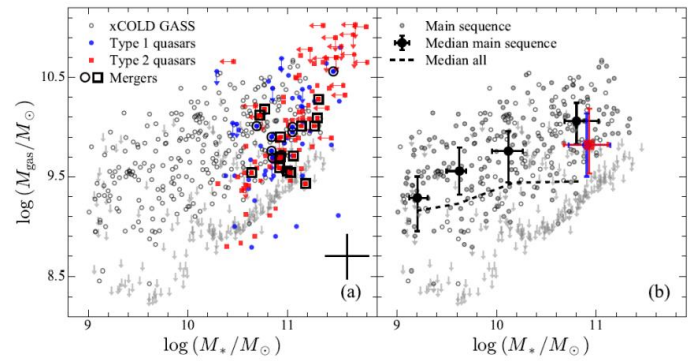 xCOLD GASS
Type 1 quasars
Type 2 quasars
Mergers
Main sequence
Median main sequence
Median all
log (M_gas/M_⊙)
10.5
9.5
8.5
(a)
(b)
9 10 11
9 10 11
log (M_*/M_⊙)
log (M_*/M_⊙)